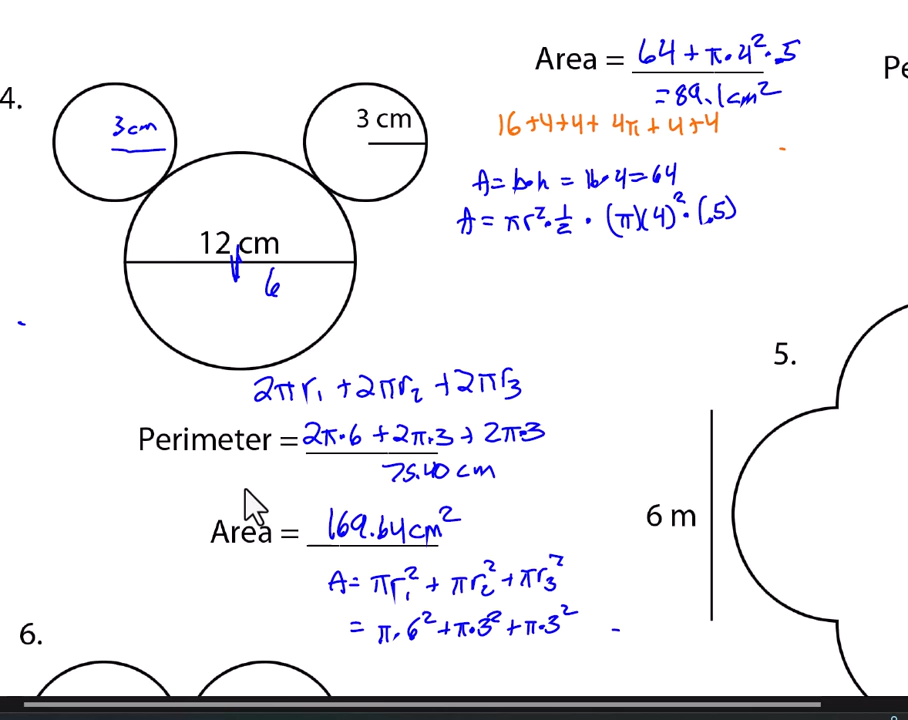 Area = 64 + π·4²·.5
= 89.1cm²
Pe
16+4+4+ 4π + 4+4
A = b·h = 16·4=64
A = πr²·1/2 · (π)(4)²·(.5)
4.
3cm
3 cm
12 cm
6
2πr₁ + 2πr₂ + 2πr₃
Perimeter = 2π·6 + 2π·3 + 2π·3
75.40 cm
Area = 169.64cm²
A = πr₁² + πr₂² + πr₃²
= π·6² + π·3² + π·3²
5.
6 m
6.